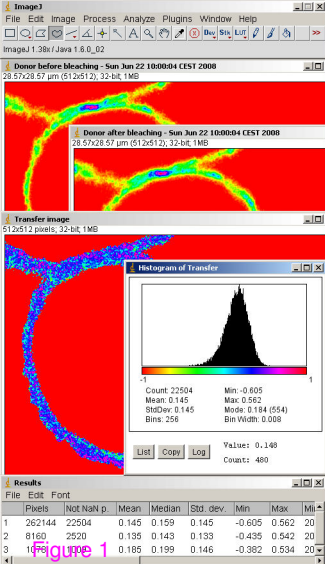 ImageJ
File Edit Image Process Analyze Plugins Window Help
Dev Stk LUT >>
ImageJ 1.38x / Java 1.6.0_02
Donor before bleaching - Sun Jun 22 10:00:04 CEST 2008
28.57x28.57 µm (512x512); 32-bit; 1MB
Donor after bleaching - Sun Jun 22 10:00:04 CEST 2008
28.57x28.57 µm (512x512); 32-bit; 1MB
Transfer image
512x512 pixels; 32-bit; 1MB
Histogram of Transfer
-1 1
Count: 22504 Min: -0.605
Mean: 0.145 Max: 0.562
StdDev: 0.145 Mode: 0.184 (554)
Bins: 256 Bin Width: 0.008
List Copy Log Value: 0.148
Count: 480
Results
File Edit Font
Pixels Not NaN p. Mean Median Std. dev. Min Max
1 262144 22504 0.145 0.159 0.145 -0.605 0.562 20
2 8160 2520 0.135 0.143 0.133 -0.435 0.542 20
3 0.185 0.199 0.146 -0.382 0.534 20
Figure 1